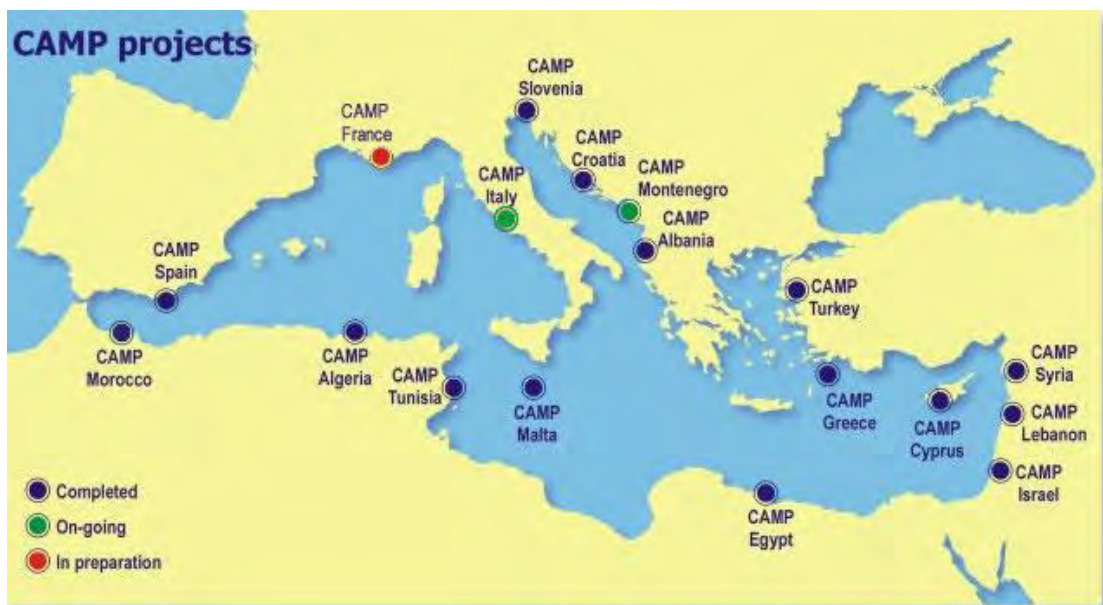 CAMP projects
CAMP
Slovenia
CAMP
France
CAMP
Croatia
CAMP
Montenegro
CAMP
Italy
CAMP
Albania
CAMP
Spain
CAMP
Turkey
CAMP
Morocco
CAMP
Algeria
CAMP
Tunisia
CAMP
Malta
CAMP
Greece
CAMP
Cyprus
CAMP
Syria
CAMP
Lebanon
CAMP
Israel
CAMP
Egypt
Completed
On-going
In preparation